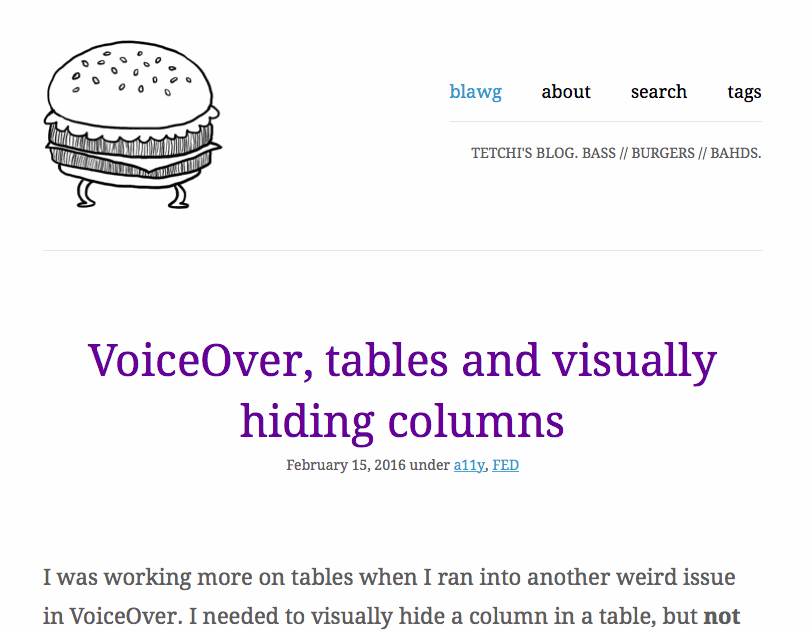 blawg about search tags
TETCHI'S BLOG. BASS // BURGERS // BAHDS.
VoiceOver, tables and visually
hiding columns
February 15, 2016 under a11y, FED
I was working more on tables when I ran into another weird issue
in VoiceOver. I needed to visually hide a column in a table, but not